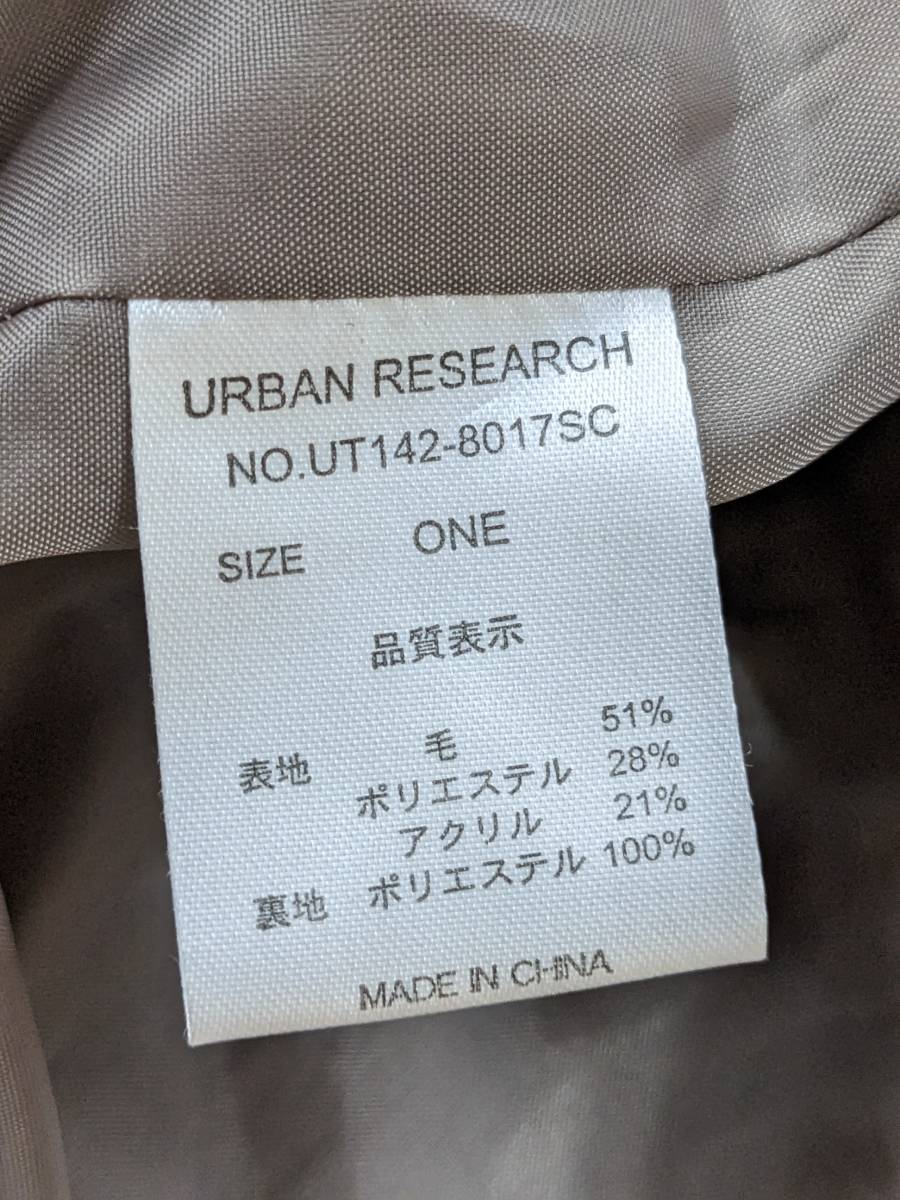 URBAN RESEARCH
NO.UT142-8017SC
SIZE ONE
品質表示
表地 毛 51%
ポリエステル 28%
アクリル 21%
裏地 ポリエステル 100%
MADE IN CHINA